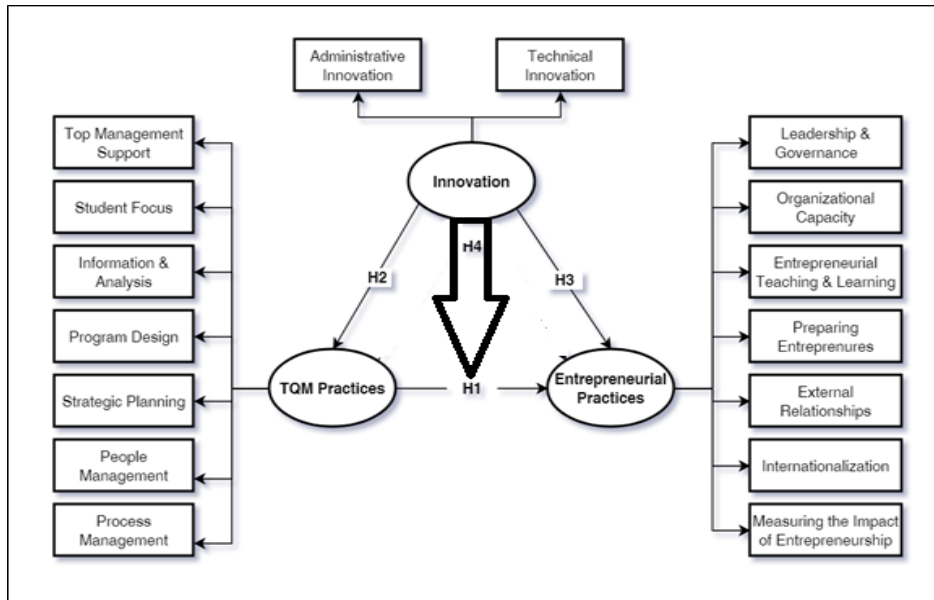 Administrative
Innovation
Technical
Innovation
Top Management
Support
Student Focus
Information &
Analysis
Program Design
Strategic Planning
People
Management
Process
Management
Innovation
H4
H2
H3
TQM Practices
H1
Entrepreneurial
Practices
Leadership &
Governance
Organizational
Capacity
Entrepreneurial
Teaching & Learning
Preparing
Entreprenures
External
Relationships
Internationalization
Measuring the Impact
of Entrepreneurship